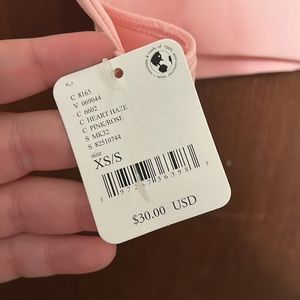 C 8165
V 069044
C 6602
C HEART HAZE
C PINK/ROSE
S MK32
S 82510744
size
XS/S
$30.00 USD